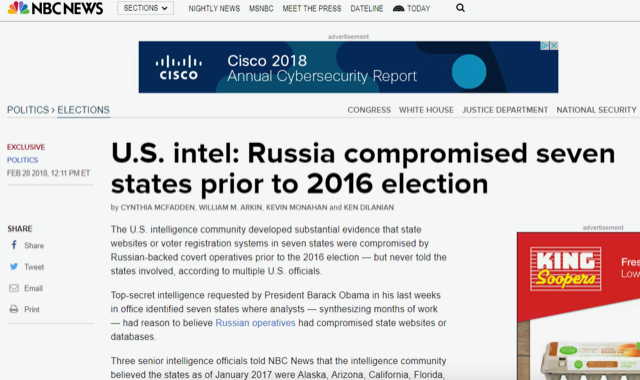 NBC NEWS SECTIONS NIGHTLY NEWS MSNBC MEET THE PRESS DATELINE TODAY
advertisement
CISCO
Cisco 2018
Annual Cybersecurity Report
POLITICS > ELECTIONS
CONGRESS WHITE HOUSE JUSTICE DEPARTMENT NATIONAL SECURITY
EXCLUSIVE
POLITICS
FEB 28 2018, 12:11 PM ET
U.S. intel: Russia compromised seven
states prior to 2016 election
by CYNTHIA MCFADDEN, WILLIAM M. ARKIN, KEVIN MONAHAN and KEN DILANIAN
SHARE
Share
Tweet
Email
Print
The U.S. intelligence community developed substantial evidence that state
websites or voter registration systems in seven states were compromised by
Russian-backed covert operatives prior to the 2016 election — but never told the
states involved, according to multiple U.S. officials.
Top-secret intelligence requested by President Barack Obama in his last weeks
in office identified seven states where analysts — synthesizing months of work
— had reason to believe Russian operatives had compromised state websites or
databases.
Three senior intelligence officials told NBC News that the intelligence community
believed the states as of January 2017 were Alaska, Arizona, California, Florida,
advertisement
KING
Soopers
Fres
Low